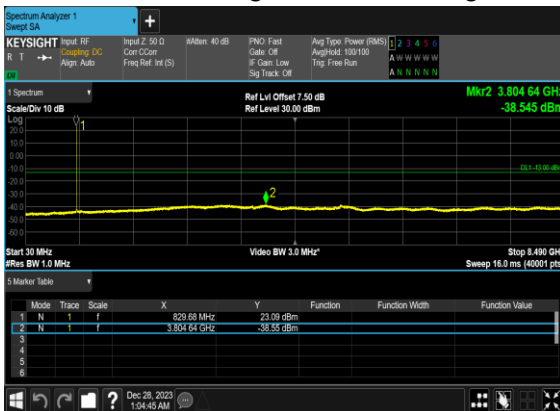 Spectrum Analyzer 1
Swept SA
KEYSIGHT
R T
LV
Input: RF
Coupling: DC
Align: Auto
Input Z: 50 Ω
Corr CCorr
Freq Ref: Int (S)
#Atten: 40 dB
PNO: Fast
Gate: Off
IF Gain: Low
Sig Track: Off
Avg Type: Power (RMS)
Avg|Hold: 100/100
Trig: Free Run
1 2 3 4 5 6
A W W W W W
A N N N N N
1 Spectrum
Scale/Div 10 dB
Ref Lvl Offset 7.50 dB
Ref Level 30.00 dBm
Mkr2 3.804 64 GHz
-38.545 dBm
Log
20.0
10.0
0.00
-10.0
-20.0
-30.0
-40.0
-50.0
-60.0
1
2
DL1 -13.00 dBm
Start 30 MHz
#Res BW 1.0 MHz
Video BW 3.0 MHz*
Stop 8.490 GHz
Sweep 16.0 ms (40001 pts)
5 Marker Table
Mode Trace Scale X Y Function Function Width Function Value
1 N 1 f 829.68 MHz 23.09 dBm
2 N 1 f 3.804 64 GHz -38.55 dBm
3
4
5
6
?
Dec 28, 2023
1:04:45 AM